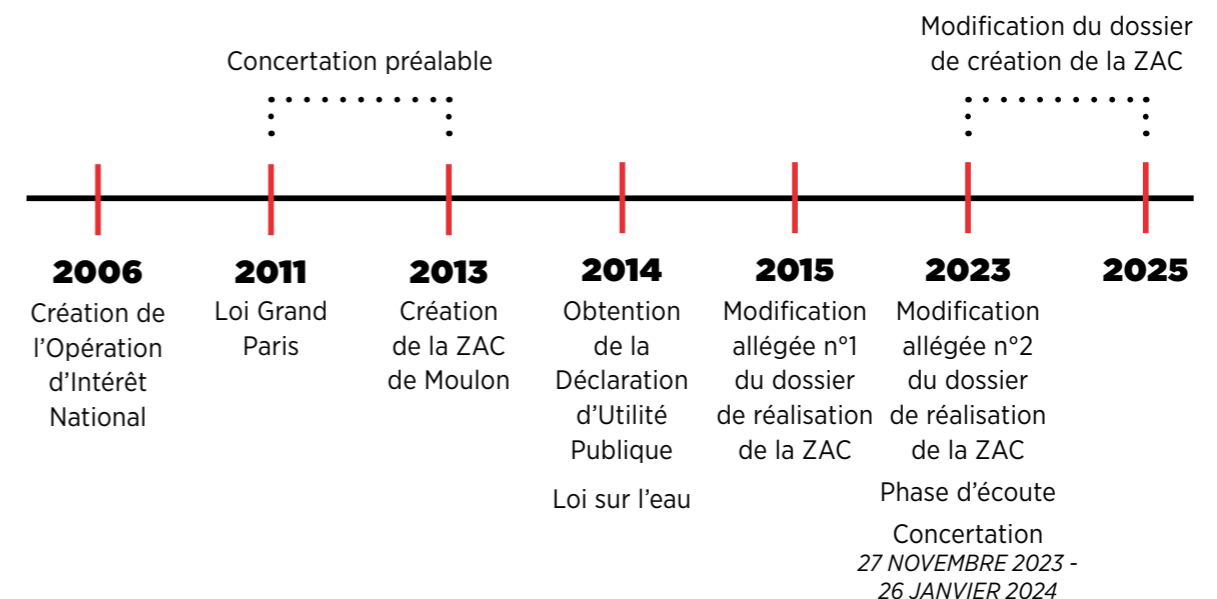 Concertation préalable
Modification du dossier
de création de la ZAC
2006
Création de
l'Opération
d'Intérêt
National
2011
Loi Grand
Paris
2013
Création
de la ZAC
de Moulon
2014
Obtention
de la
Déclaration
d'Utilité
Publique
Loi sur l'eau
2015
Modification
allégée n°1
du dossier
de réalisation
de la ZAC
2023
Modification
allégée n°2
du dossier
de réalisation
de la ZAC
Phase d'écoute
Concertation
27 NOVEMBRE 2023 -
26 JANVIER 2024
2025